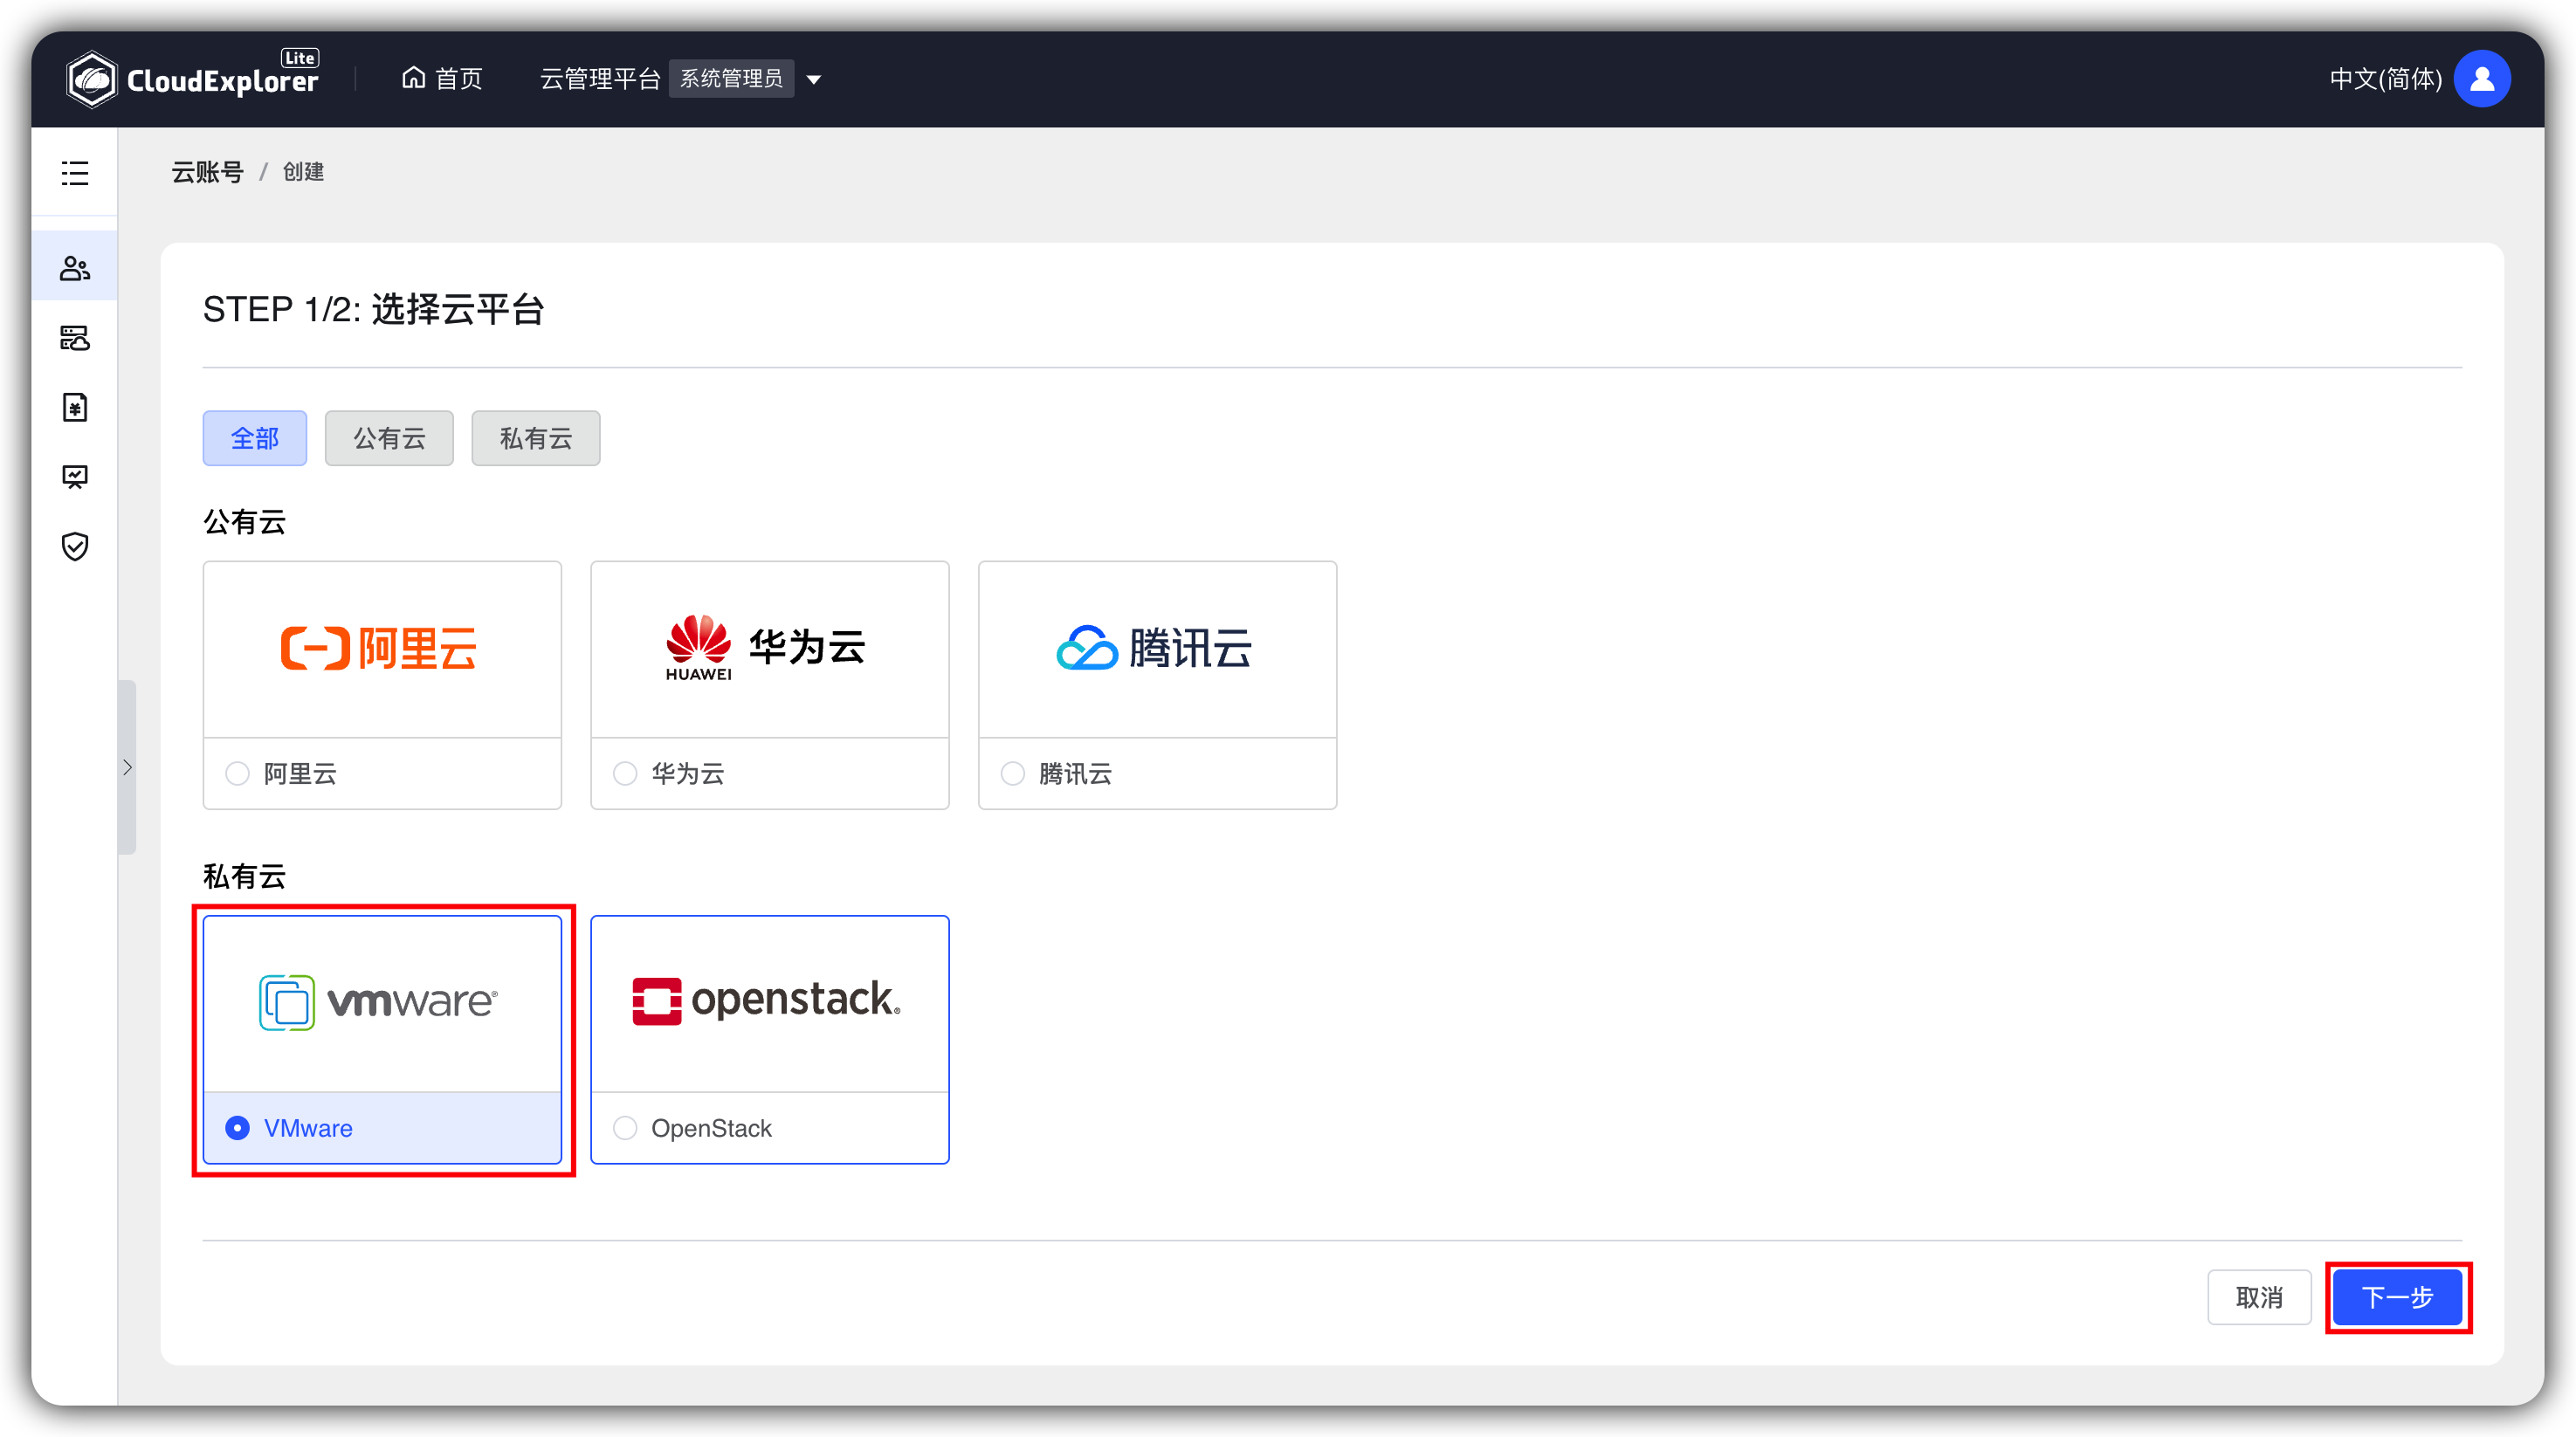 CloudExplorer Lite
首页
云管理平台 系统管理员
中文(简体)
云账号 / 创建
STEP 1/2: 选择云平台
全部 公有云 私有云
公有云
阿里云
HUAWEI 华为云
腾讯云
阿里云
华为云
腾讯云
私有云
vmware®
openstack®
VMware
OpenStack
取消 下一步